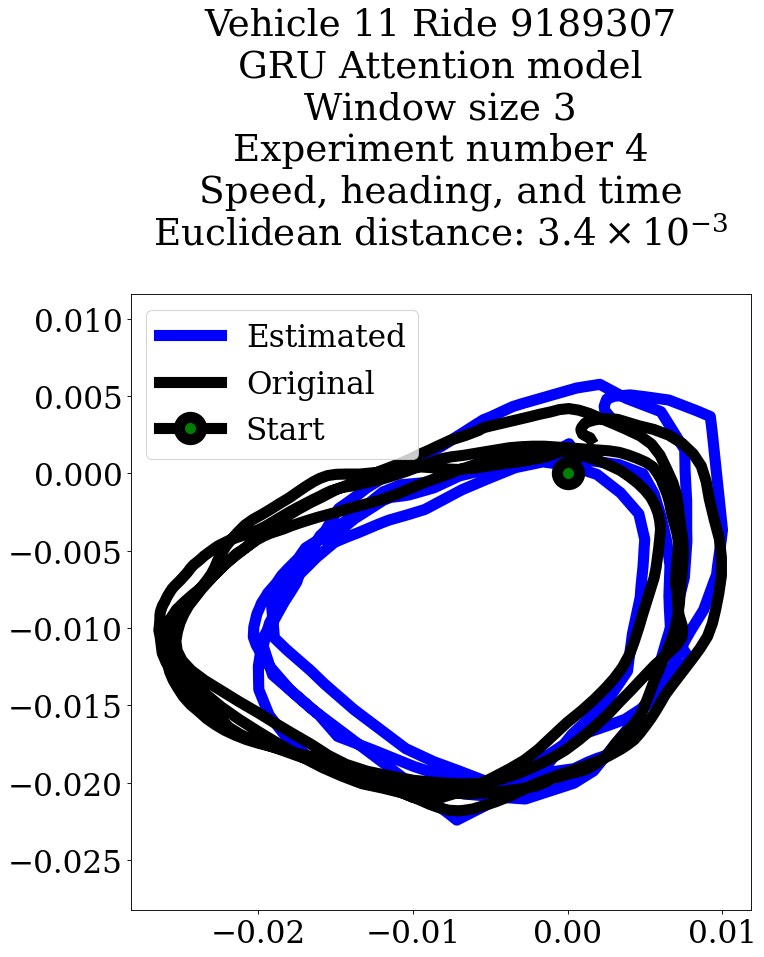 Vehicle 11 Ride 9189307
GRU Attention model
Window size 3
Experiment number 4
Speed, heading, and time
Euclidean distance: 3.4 × 10⁻³
0.010
0.005
0.000
−0.005
−0.010
−0.015
−0.020
−0.025
Estimated
Original
Start
−0.02
−0.01
0.00
0.01